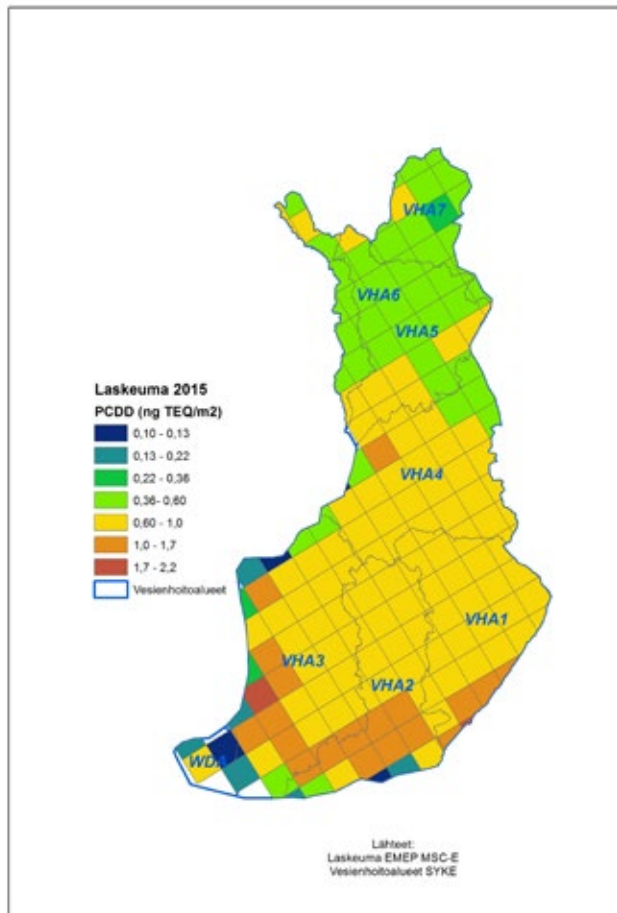 VHA7
VHA6
VHA5
Laskeuma 2015
PCDD (ng TEQ/m2)
0,10 - 0,13
0,13 - 0,22
0,22 - 0,36
0,36- 0,60
0,60 - 1,0
1,0 - 1,7
1,7 - 2,2
Vesienhoitoalueet
VHA4
VHA1
VHA3
VHA2
WDA
Lähteet:
Laskeuma EMEP MSC-E
Vesienhoitoalueet SYKE